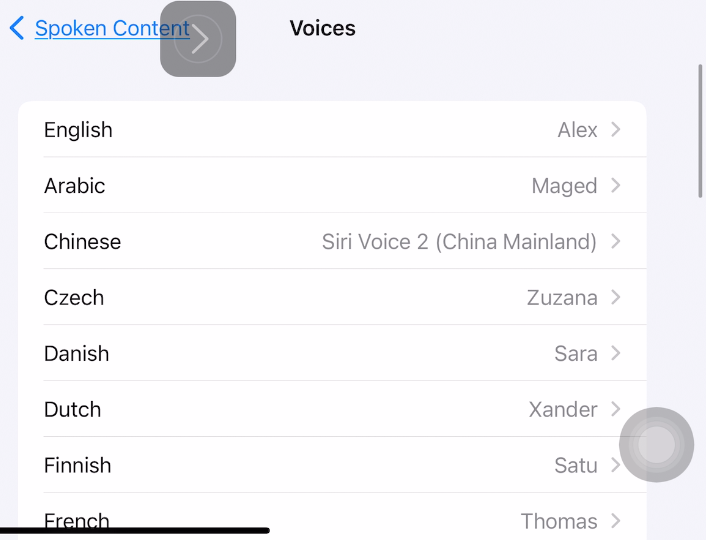 Spoken Content
Voices
English Alex
Arabic Maged
Chinese Siri Voice 2 (China Mainland)
Czech Zuzana
Danish Sara
Dutch Xander
Finnish Satu
French Thomas